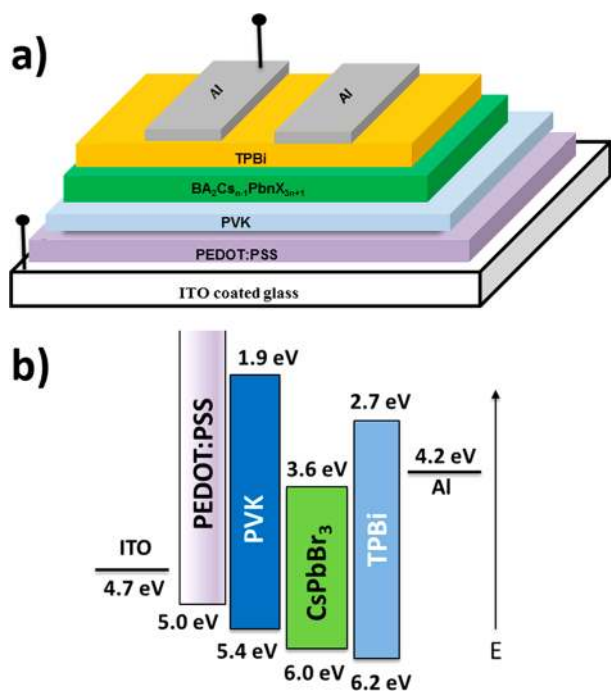 a)
Al
Al
TPBi
BA₂Csₙ₋₁PbnX₃ₙ₊₁
PVK
PEDOT:PSS
ITO coated glass
b)
PEDOT:PSS
1.9 eV
PVK
3.6 eV
CsPbBr₃
2.7 eV
TPBi
4.2 eV
Al
ITO
4.7 eV
5.0 eV
5.4 eV
6.0 eV
6.2 eV
E